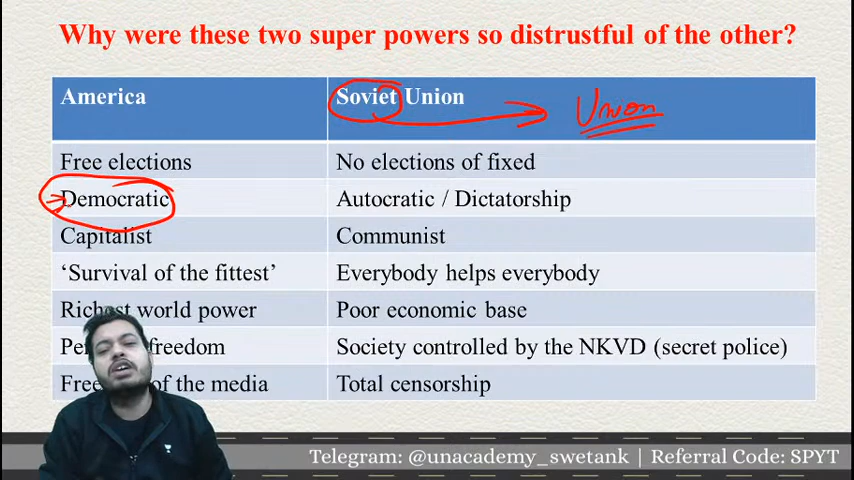 Why were these two super powers so distrustful of the other?
America Soviet Union Union
Free elections No elections of fixed
Democratic Autocratic / Dictatorship
Capitalist Communist
‘Survival of the fittest’ Everybody helps everybody
Richest world power Poor economic base
freedom Society controlled by the NKVD (secret police)
of the media Total censorship
Telegram: @unacademy_swetank | Referral Code: SPYT